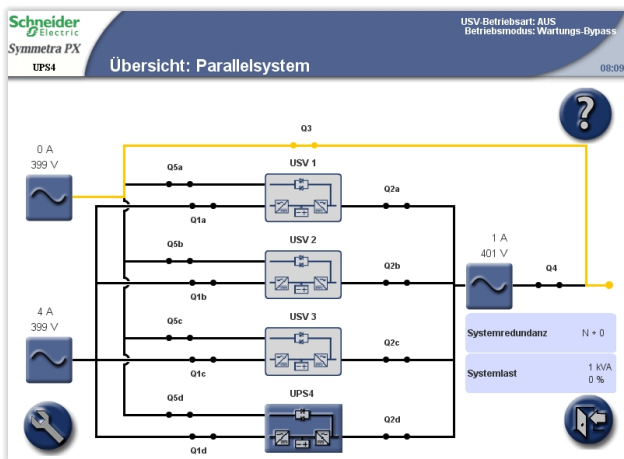 Schneider
Electric
Symmetra PX
UPS4
Übersicht: Parallelsystem
USV-Betriebsart: AUS
Betriebsmodus: Wartungs-Bypass
08:09
?
Q3
0 A
399 V
Q5a
USV 1
Q2a
Q1a
Q5b
USV 2
Q2b
Q1b
1 A
401 V
Q4
4 A
399 V
Q5c
USV 3
Q2c
Q1c
Systemredundanz N + 0
Systemlast 1 kVA
0 %
Q5d
UPS4
Q2d
Q1d